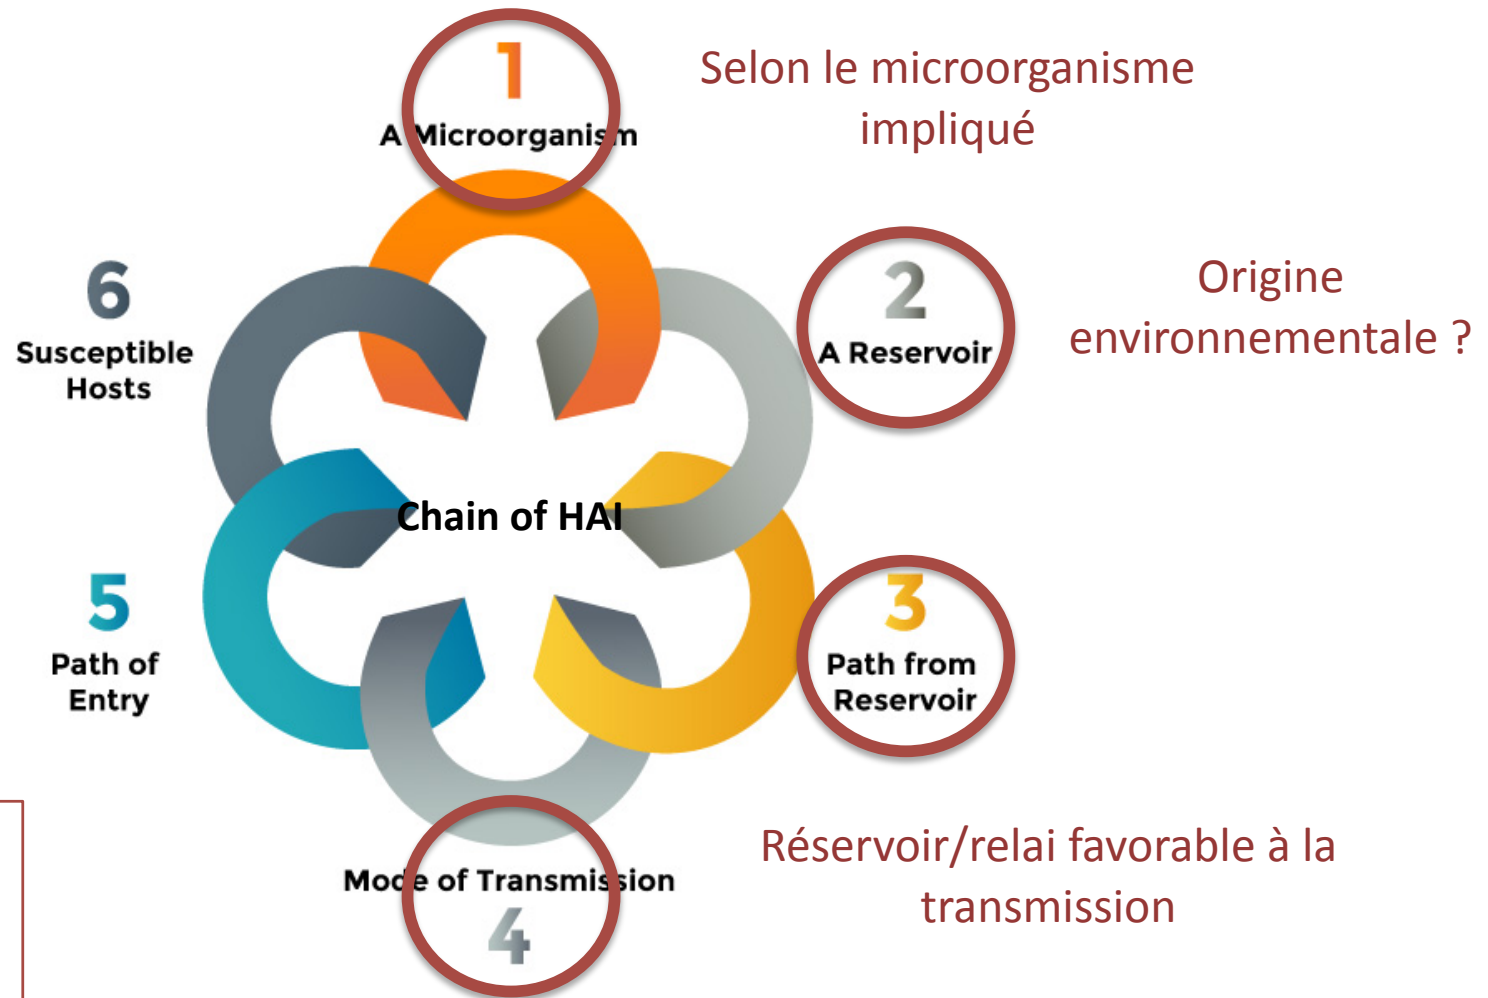 1
A Microorganism
Selon le microorganisme
impliqué
2
A Reservoir
Origine
environnementale ?
3
Path from
Reservoir
Réservoir/relai favorable à la
transmission
Mode of Transmission
4
5
Path of
Entry
6
Susceptible
Hosts
Chain of HAI